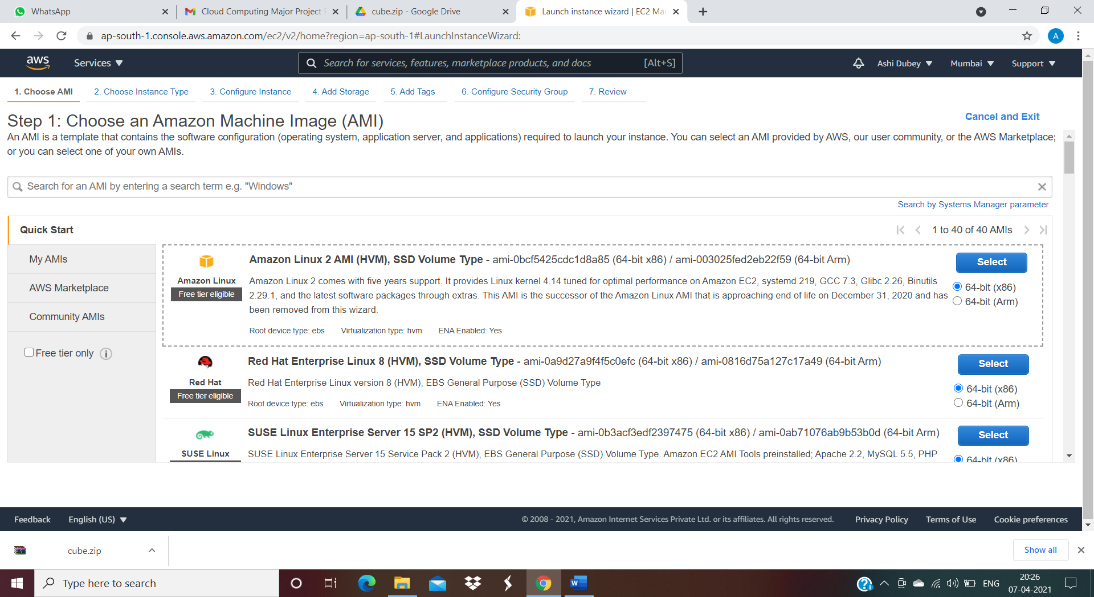 WhatsApp
Cloud Computing Major Project F
cube.zip - Google Drive
Launch instance wizard | EC2 Ma
ap-south-1.console.aws.amazon.com/ec2/v2/home?region=ap-south-1#LaunchInstanceWizard:
A
aws
Services
Search for services, features, marketplace products, and docs [Alt+S]
Ashi Dubey
Mumbai
Support
1. Choose AMI 2. Choose Instance Type 3. Configure Instance 4. Add Storage 5. Add Tags 6. Configure Security Group 7. Review
Step 1: Choose an Amazon Machine Image (AMI)
Cancel and Exit
An AMI is a template that contains the software configuration (operating system, application server, and applications) required to launch your instance. You can select an AMI provided by AWS, our user community, or the AWS Marketplace;
or you can select one of your own AMIs.
Search for an AMI by entering a search term e.g. "Windows"
Search by Systems Manager parameter
Quick Start
My AMIs
AWS Marketplace
Community AMIs
Free tier only
1 to 40 of 40 AMIs
Amazon Linux
Free tier eligible
Amazon Linux 2 AMI (HVM), SSD Volume Type - ami-0bcf5425cdc1d8a85 (64-bit x86) / ami-003025fed2eb22f59 (64-bit Arm)
Amazon Linux 2 comes with five years support. It provides Linux kernel 4.14 tuned for optimal performance on Amazon EC2, systemd 219, GCC 7.3, Glibc 2.26, Binutils
2.29.1, and the latest software packages through extras. This AMI is the successor of the Amazon Linux AMI that is approaching end of life on December 31, 2020 and has
been removed from this wizard.
Root device type: ebs Virtualization type: hvm ENA Enabled: Yes
Select
64-bit (x86)
64-bit (Arm)
Red Hat
Free tier eligible
Red Hat Enterprise Linux 8 (HVM), SSD Volume Type - ami-0a9d27a9f4f5c0efc (64-bit x86) / ami-0816d75a127c17a49 (64-bit Arm)
Red Hat Enterprise Linux version 8 (HVM), EBS General Purpose (SSD) Volume Type
Root device type: ebs Virtualization type: hvm ENA Enabled: Yes
Select
64-bit (x86)
64-bit (Arm)
SUSE Linux
SUSE Linux Enterprise Server 15 SP2 (HVM), SSD Volume Type - ami-0b3acf3edf2397475 (64-bit x86) / ami-0ab71076ab9b53b0d (64-bit Arm)
SUSE Linux Enterprise Server 15 Service Pack 2 (HVM), EBS General Purpose (SSD) Volume Type. Amazon EC2 AMI Tools preinstalled; Apache 2.2, MySQL 5.5, PHP
Select
64-bit (x86)
Feedback
English (US)
© 2008 - 2021, Amazon Internet Services Private Ltd. or its affiliates. All rights reserved.
Privacy Policy
Terms of Use
Cookie preferences
cube.zip
Show all
Type here to search
ENG
20:26
07-04-2021